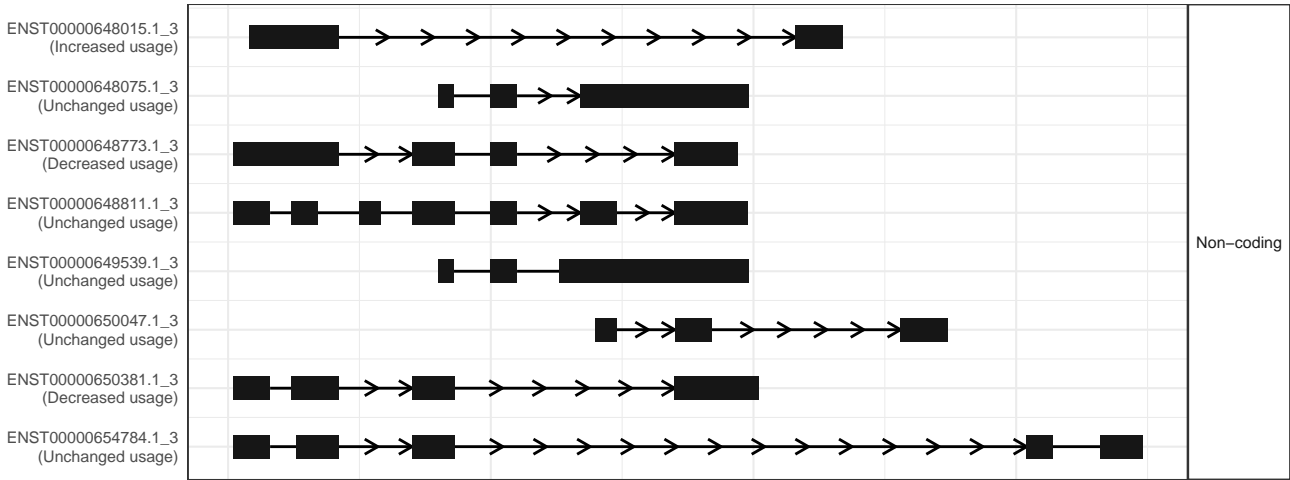 ENST00000648015.1_3
(Increased usage)
ENST00000648075.1_3
(Unchanged usage)
ENST00000648773.1_3
(Decreased usage)
ENST00000648811.1_3
(Unchanged usage)
Non−coding
ENST00000649539.1_3
(Unchanged usage)
ENST00000650047.1_3
(Unchanged usage)
ENST00000650381.1_3
(Decreased usage)
ENST00000654784.1_3
(Unchanged usage)